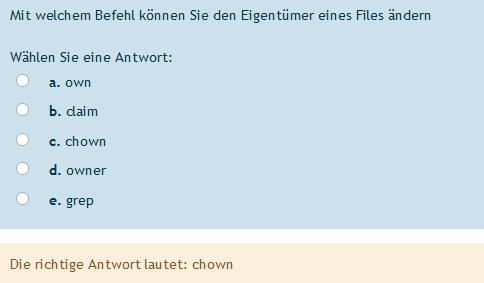 Mit welchem Befehl können Sie den Eigentümer eines Files ändern
Wählen Sie eine Antwort:
a. own
b. claim
c. chown
d. owner
e. grep
Die richtige Antwort lautet: chown